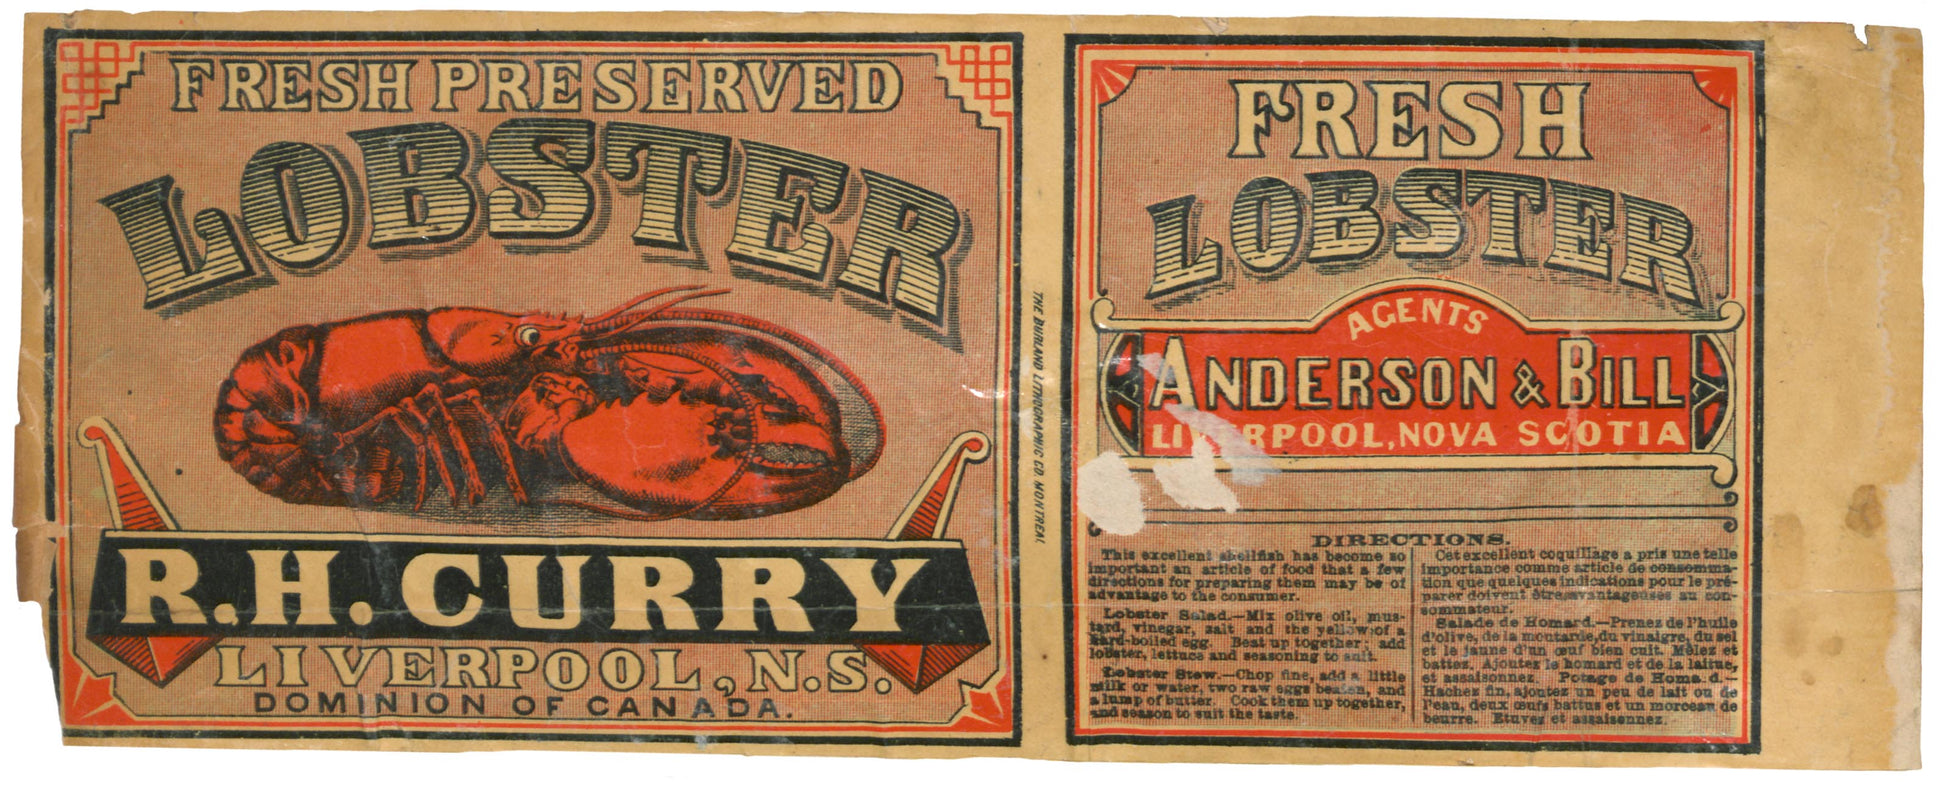 FRESH PRESERVED
LOBSTER
R.H. CURRY
LIVERPOOL, N.S.
DOMINION OF CANADA.
THE BURLAND LITHOGRAPHIC CO. MONTREAL
FRESH
LOBSTER
AGENTS
ANDERSON & BILL
LIVERPOOL, NOVA SCOTIA
DIRECTIONS.
This excellent shellfish has become so
important an article of food that a few
directions for preparing them may be of
advantage to the consumer.
Lobster Salad.—Mix olive oil, mus-
tard, vinegar, salt and the yellow of a
hard-boiled egg. Beat up together; add
lobster, lettuce and seasoning to suit.
Lobster Stew.—Chop fine, add a little
milk or water, two raw eggs beaten, and
a lump of butter. Cook them up together,
and season to suit the taste.
Cet excellent coquillage a pris une telle
importance comme article de consomma-
tion que quelques indications pour le pré-
parer doivent être avantageuses au con-
sommateur.
Salade de Homard.—Prenez de l'huile
d'olive, de la moutarde, du vinaigre, du sel
et le jaune d'un œuf bien cuit. Mêlez et
battez. Ajoutez le homard et de la laitue,
et assaisonnez. Potage de Homard.—
Hachez fin, ajoutez un peu de lait ou de
l'eau, deux œufs battus et un morceau de
beurre. Etuvez et assaisonnez.